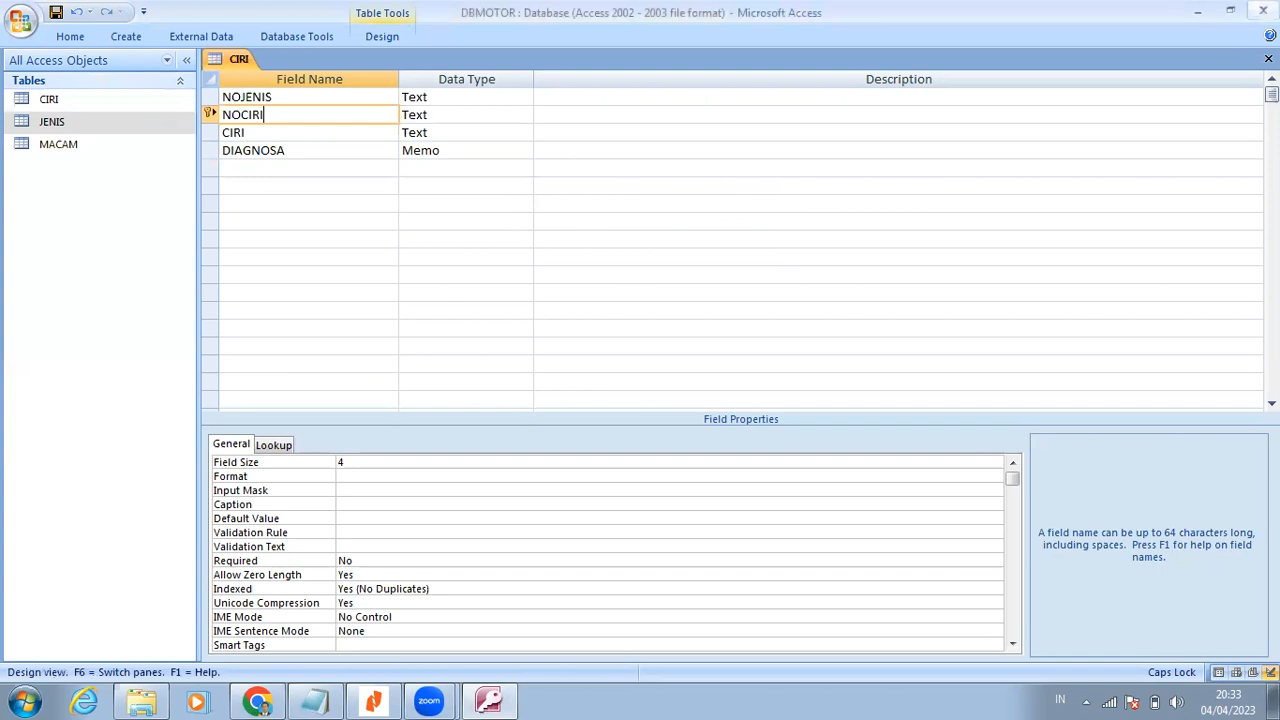 Table Tools
DBMOTOR : Database (Access 2002 - 2003 file format) - Microsoft Access
Home Create External Data Database Tools Design
All Access Objects
CIRI
Tables
CIRI
JENIS
MACAM
Field Name Data Type Description
NOJENIS Text
NOCIRI Text
CIRI Text
DIAGNOSA Memo
Field Properties
General Lookup
Field Size 4
Format
Input Mask
Caption
Default Value
Validation Rule
Validation Text
Required No
Allow Zero Length Yes
Indexed Yes (No Duplicates)
Unicode Compression Yes
IME Mode No Control
IME Sentence Mode None
Smart Tags
A field name can be up to 64 characters long,
including spaces. Press F1 for help on field
names.
Design view. F6 = Switch panes. F1 = Help.
Caps Lock
zoom
IN
20:33
04/04/2023